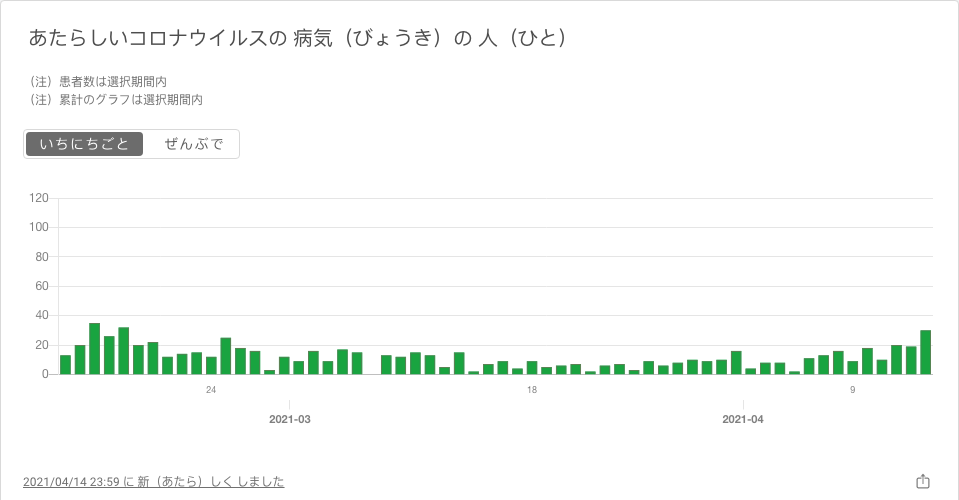 あたらしいコロナウイルスの 病気（びょうき）の 人（ひと）
（注）患者数は選択期間内
（注）累計のグラフは選択期間内
いちにちごと ぜんぶで
120
100
80
60
40
20
0
24 18 9
2021-03 2021-04
2021/04/14 23:59 に 新（あたら）しく しました